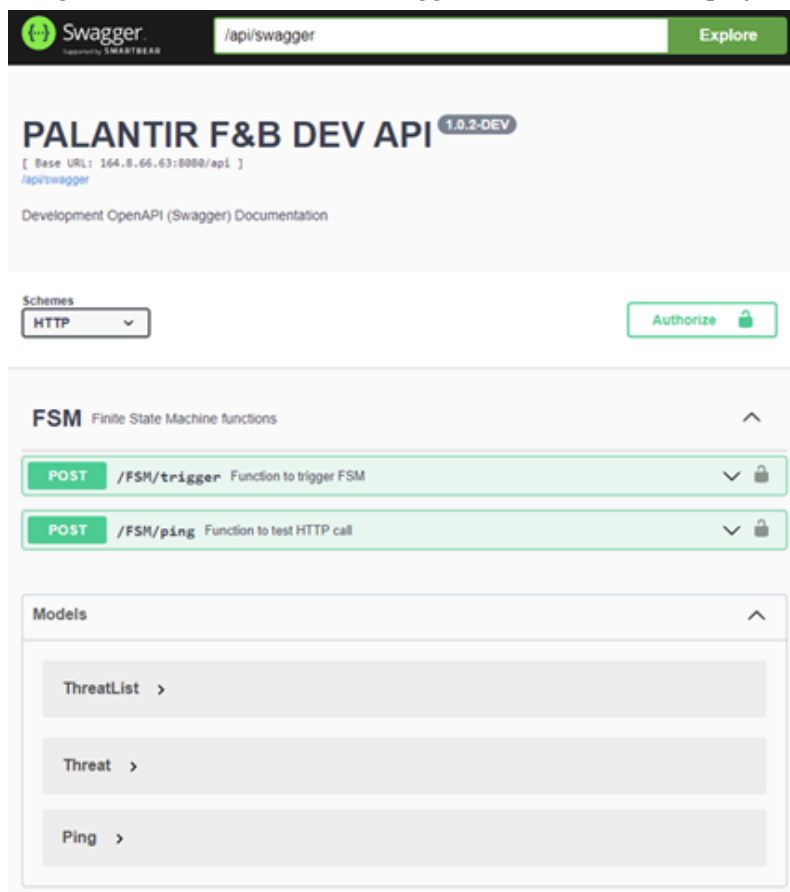 Swagger.
Supported by SMARTBEAR
/api/swagger
Explore
PALANTIR F&B DEV API 1.0.2-DEV
[ Base URL: 164.8.66.63:8080/api ]
/api/swagger
Development OpenAPI (Swagger) Documentation
Schemes
HTTP
Authorize
FSM Finite State Machine functions
POST /FSM/trigger Function to trigger FSM
POST /FSM/ping Function to test HTTP call
Models
ThreatList
Threat
Ping